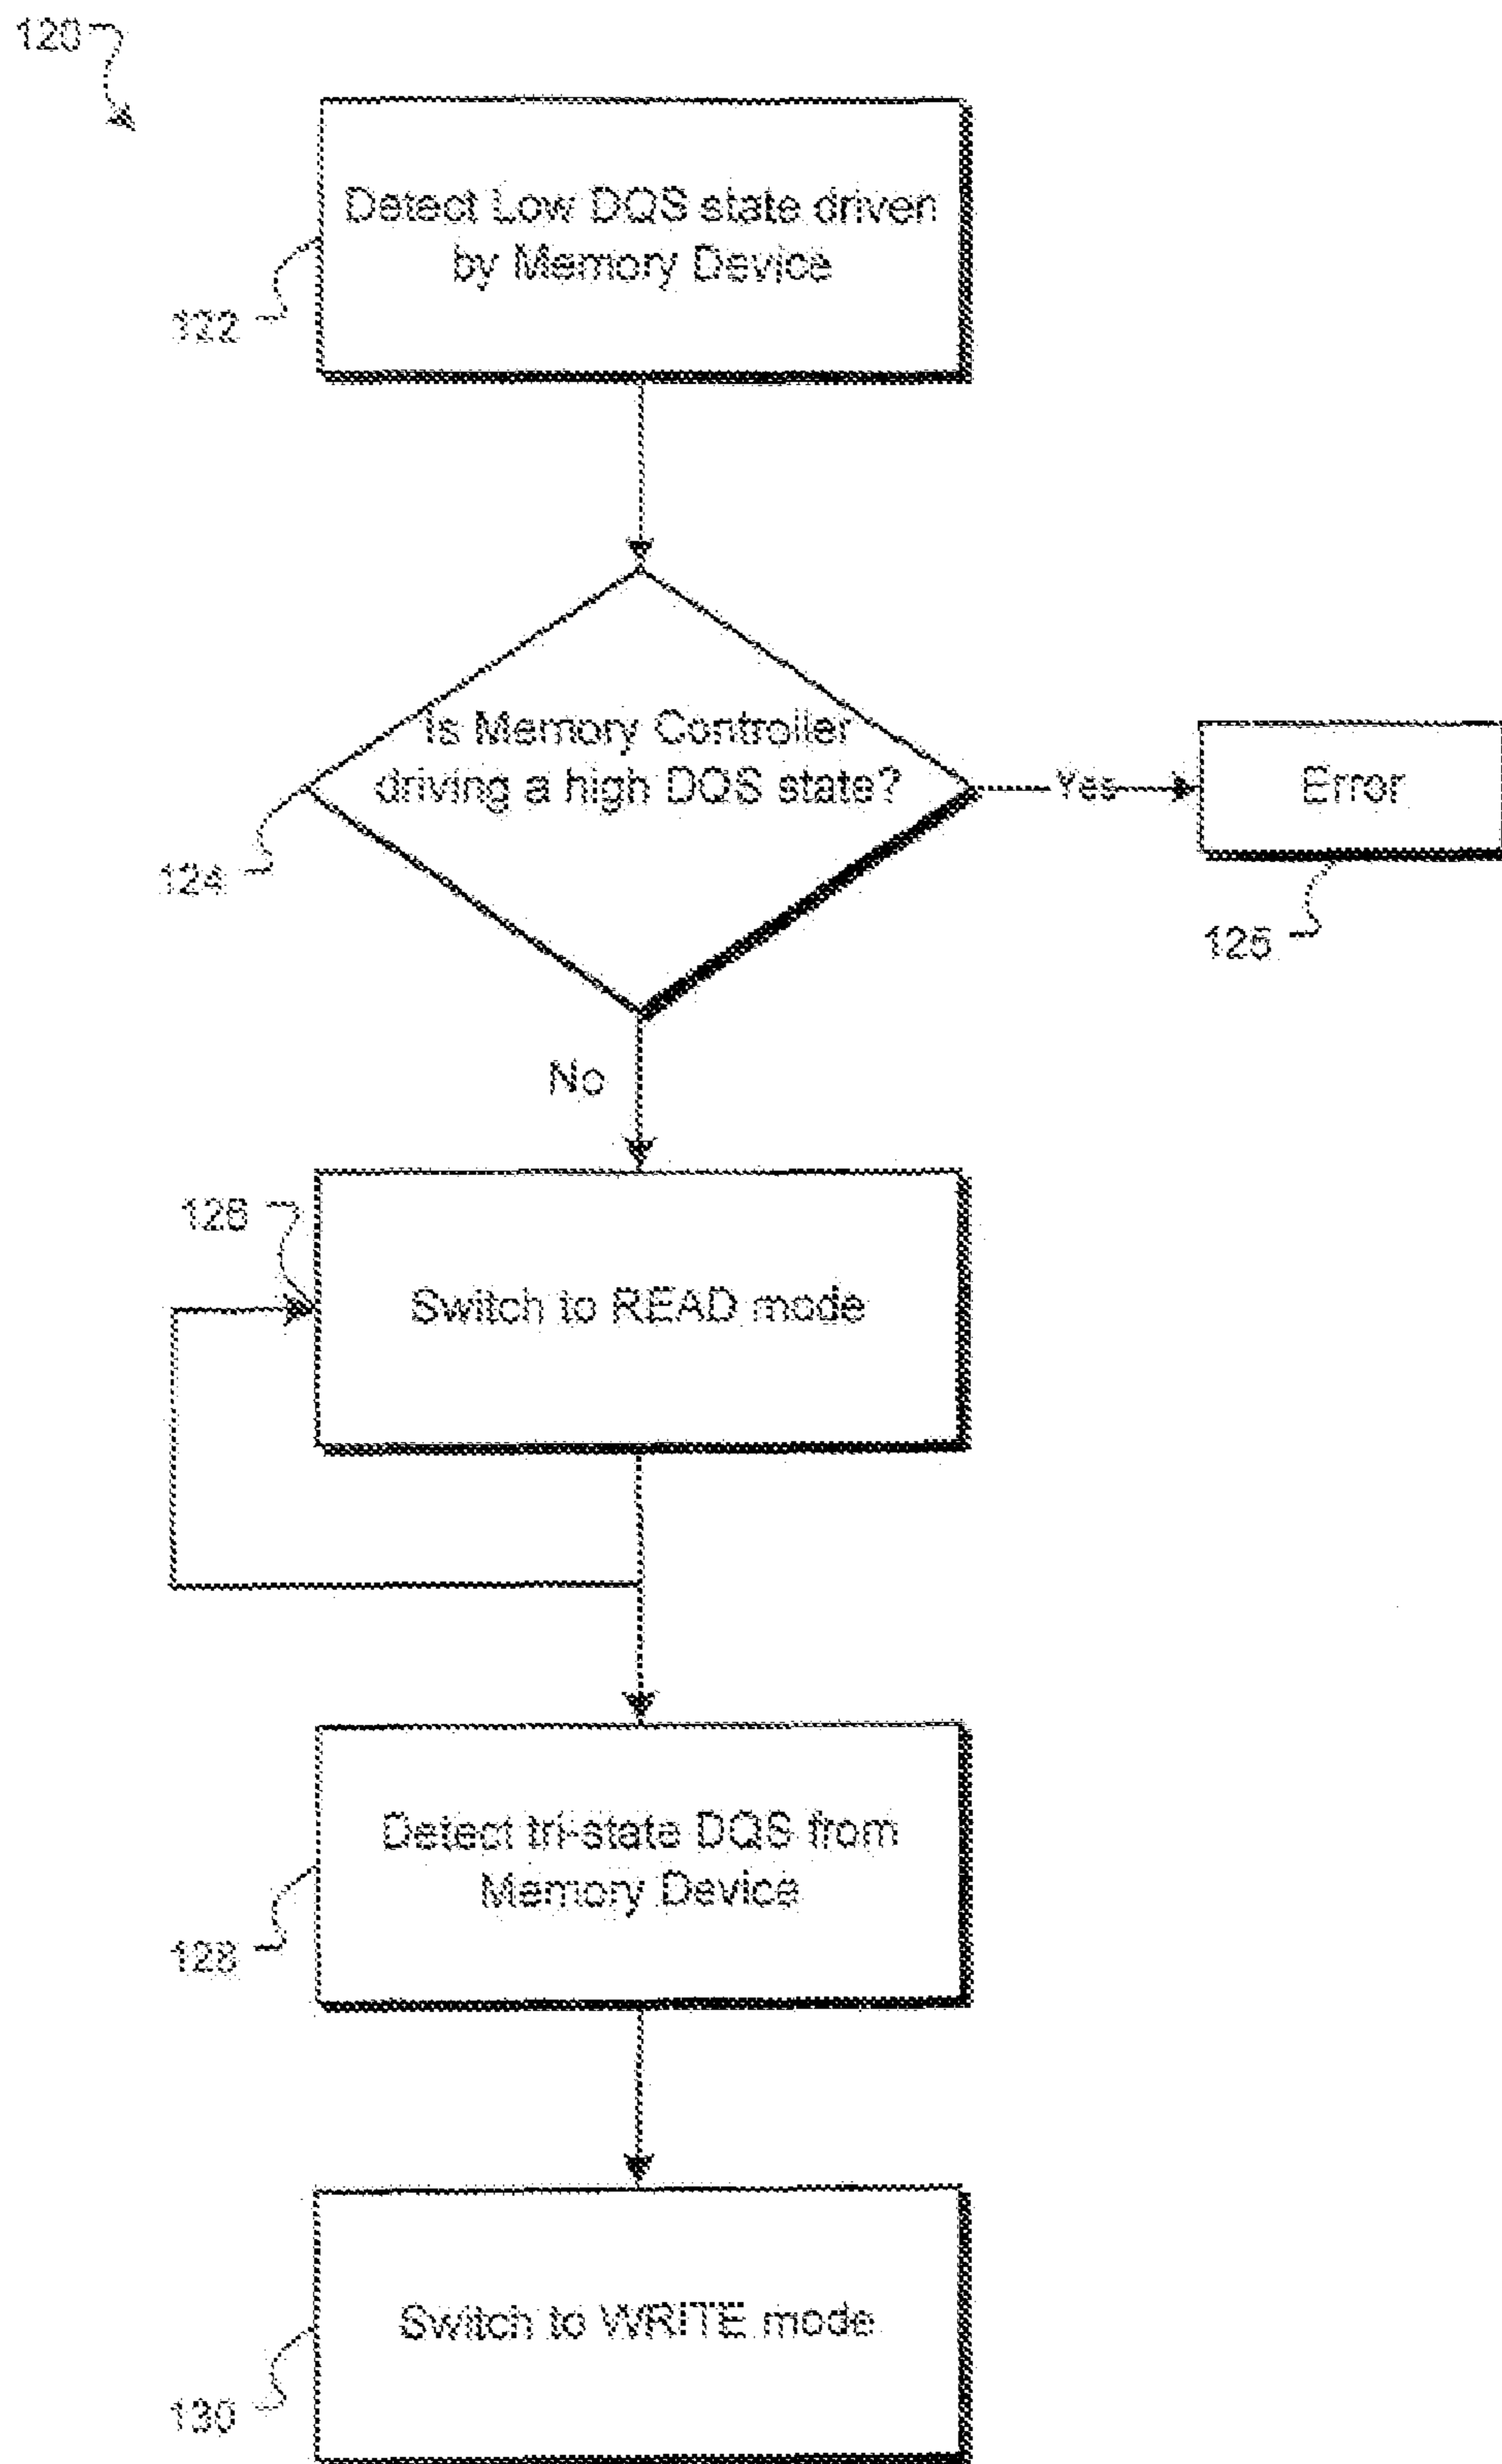 120
Detect Low DQS state driven
by Memory Device
122
Is Memory Controller
driving a high DQS state?
Yes
Error
124
125
No
126
Switch to READ mode
Detect tri-state DQS from
Memory Device
128
Switch to WRITE mode
130